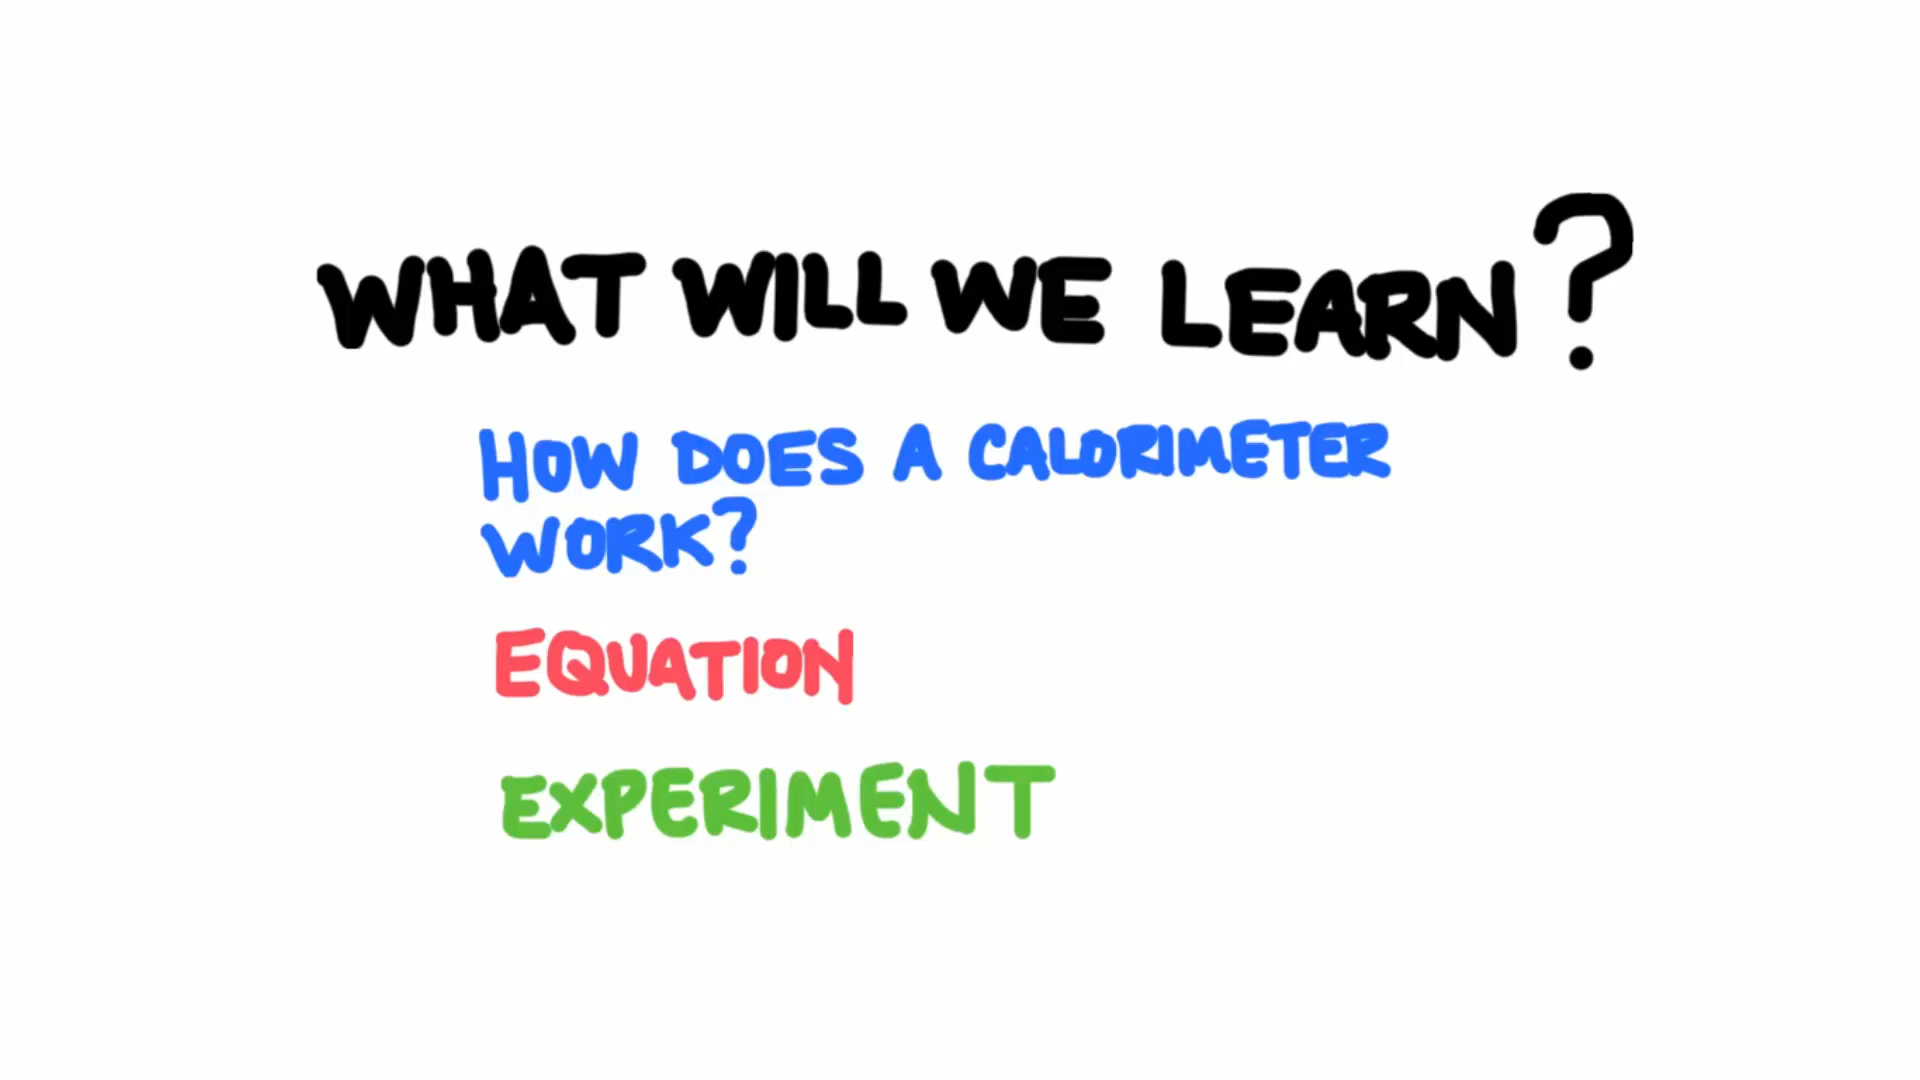 WHAT WILL WE LEARN?
HOW DOES A CALORIMETER
WORK?
EQUATION
EXPERIMENT